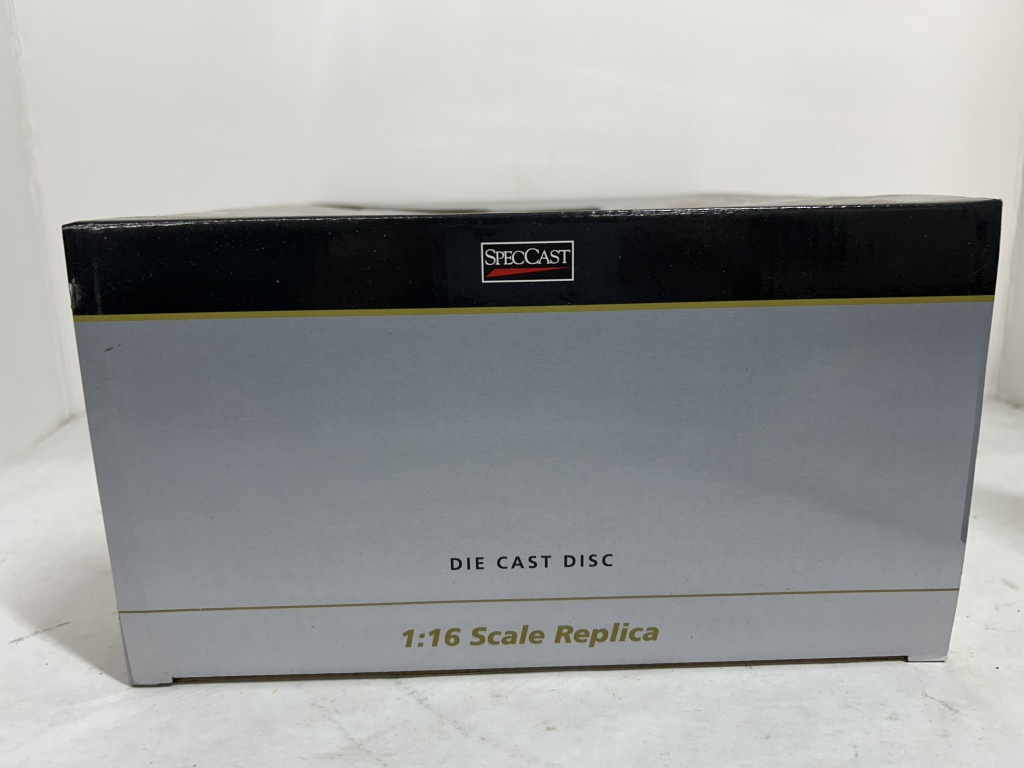 SPECCAST
DIE CAST DISC
1:16 Scale Replica